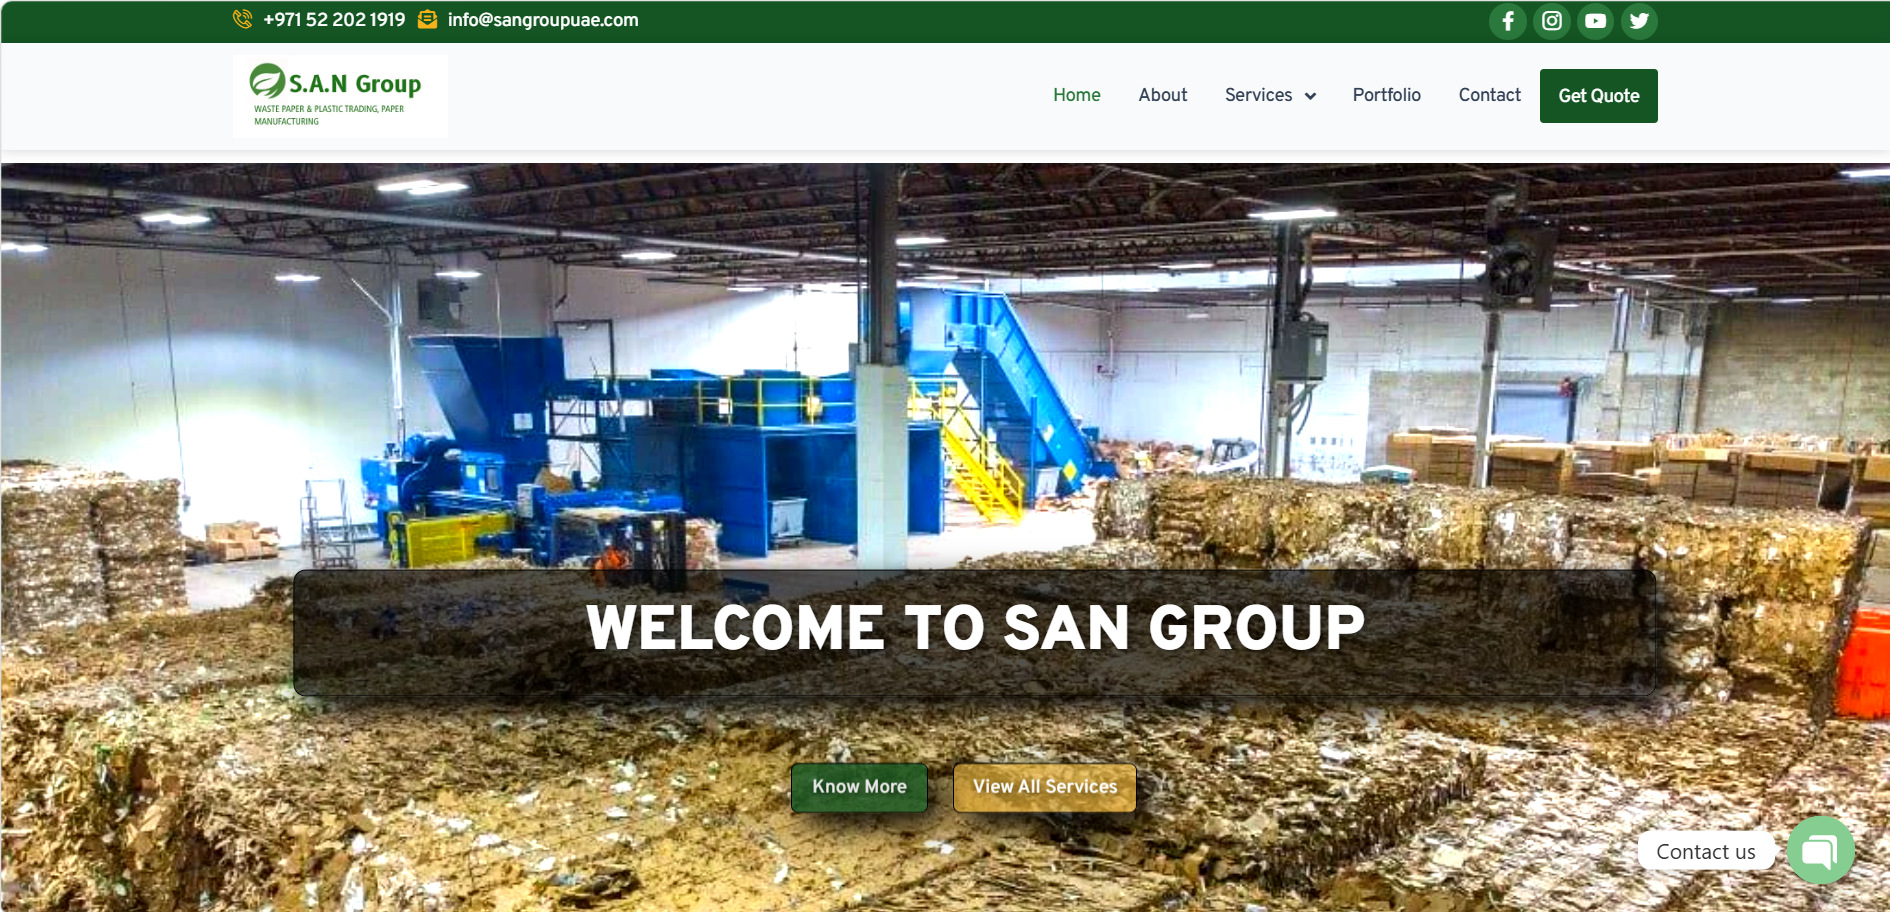 +971 52 202 1919 info@sangroupuae.com
S.A.N Group
WASTE PAPER & PLASTIC TRADING, PAPER
MANUFACTURING
Home About Services Portfolio Contact Get Quote
WELCOME TO SAN GROUP
Know More View All Services
Contact us